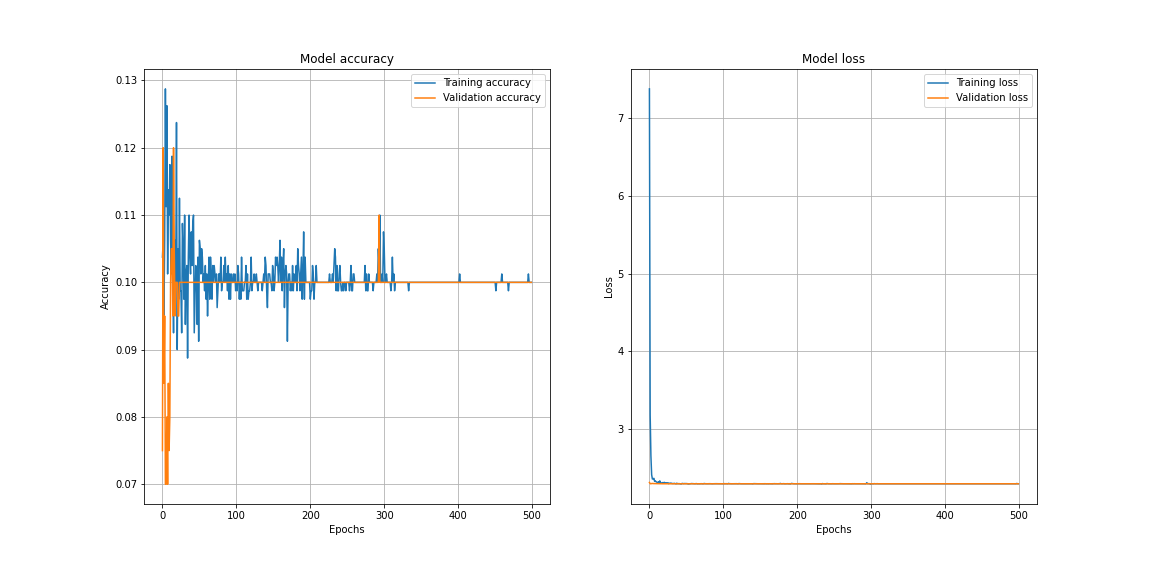 Model accuracy
Training accuracy
Validation accuracy
0.13
0.12
0.11
0.10
0.09
0.08
0.07
Accuracy
0 100 200 300 400 500
Epochs
Model loss
Training loss
Validation loss
7
6
5
4
3
Loss
0 100 200 300 400 500
Epochs